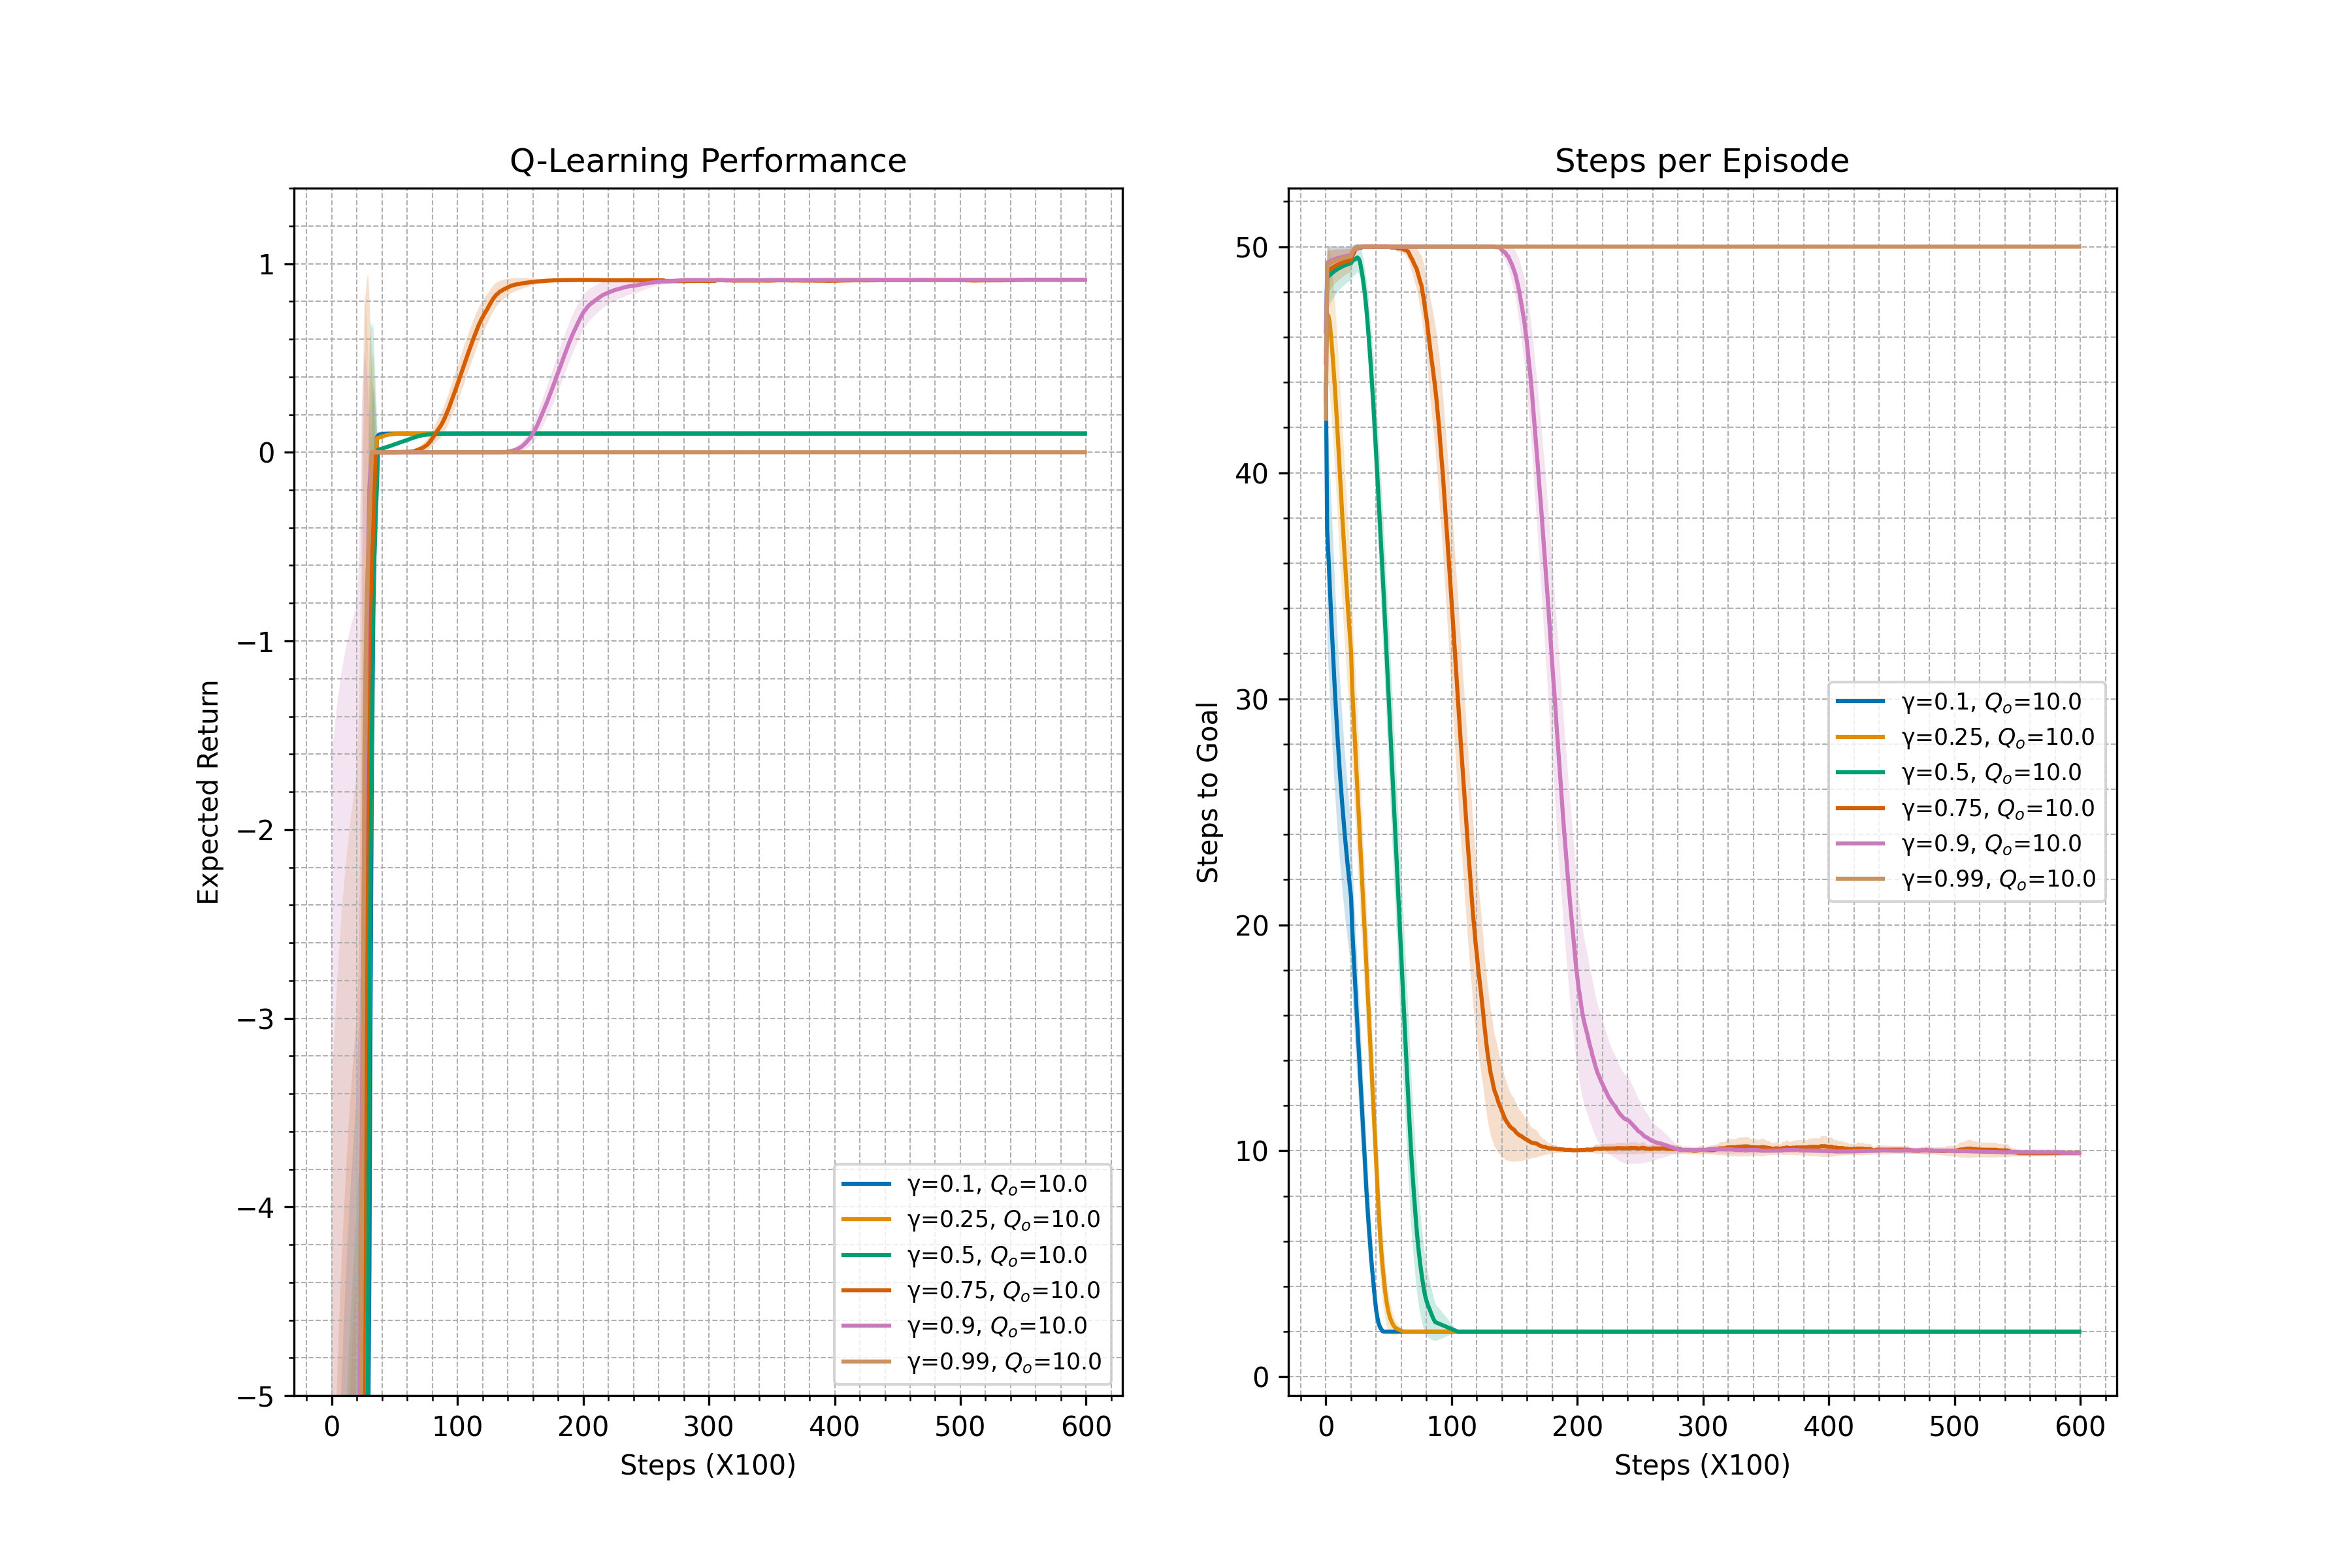 Q-Learning Performance
Expected Return
1
0
−1
−2
−3
−4
−5
0 100 200 300 400 500 600
Steps (X100)
γ=0.1, Qₒ=10.0
γ=0.25, Qₒ=10.0
γ=0.5, Qₒ=10.0
γ=0.75, Qₒ=10.0
γ=0.9, Qₒ=10.0
γ=0.99, Qₒ=10.0
Steps per Episode
Steps to Goal
50
40
30
20
10
0
0 100 200 300 400 500 600
Steps (X100)
γ=0.1, Qₒ=10.0
γ=0.25, Qₒ=10.0
γ=0.5, Qₒ=10.0
γ=0.75, Qₒ=10.0
γ=0.9, Qₒ=10.0
γ=0.99, Qₒ=10.0